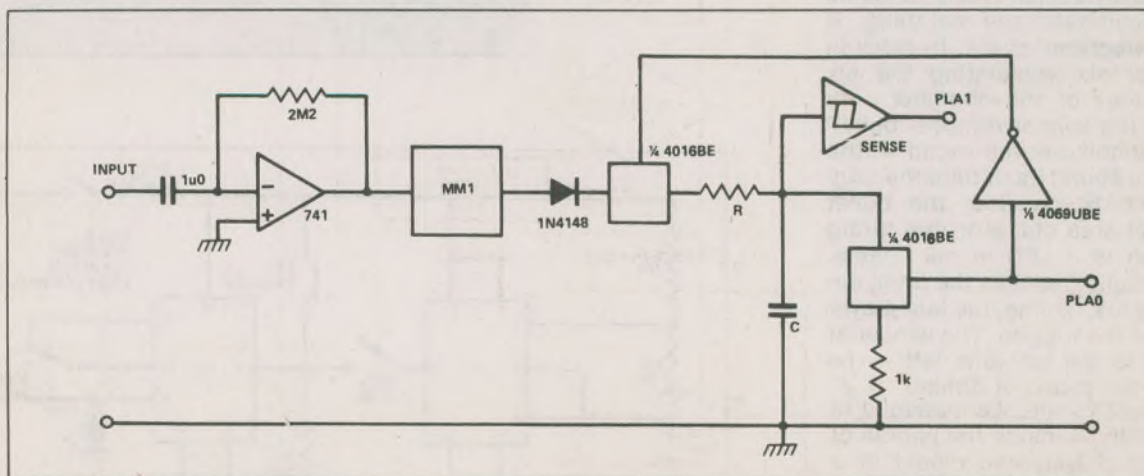 INPUT
1u0
2M2
741
MM1
1N4148
¼ 4016BE
R
C
SENSE
PLA1
⅙ 4069UBE
¼ 4016BE
PLA0
1k